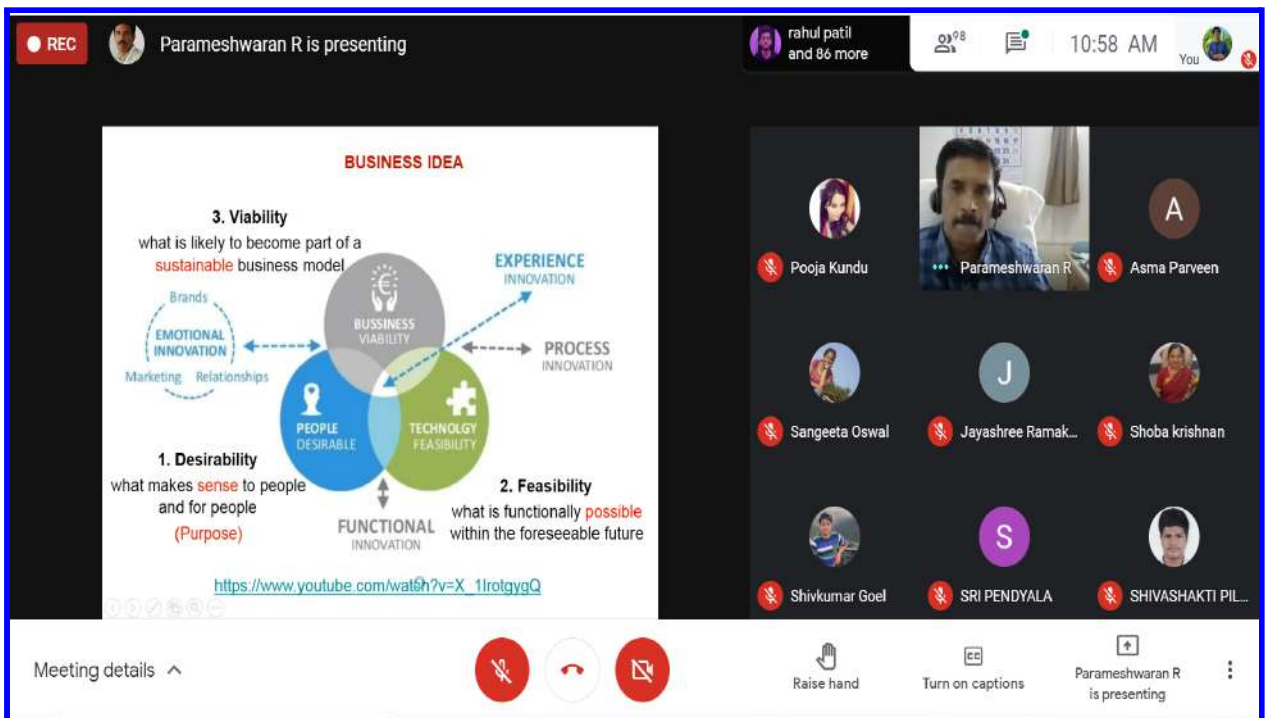 REC
Parameshwaran R is presenting
rahul patil
and 86 more
98
10:58 AM
You
BUSINESS IDEA
3. Viability
what is likely to become part of a
sustainable business model
Brands
EMOTIONAL
INNOVATION
Marketing Relationships
BUSSINESS
VIABILITY
EXPERIENCE
INNOVATION
PROCESS
INNOVATION
PEOPLE
DESIRABLE
TECHNOLGY
FEASIBILITY
1. Desirability
what makes sense to people
and for people
(Purpose)
FUNCTIONAL
INNOVATION
2. Feasibility
what is functionally possible
within the foreseeable future
https://www.youtube.com/watch?v=X_1lrotgygQ
Pooja Kundu
Parameshwaran R
A
Asma Parveen
Sangeeta Oswal
J
Jayashree Ramak...
Shoba krishnan
Shivkumar Goel
S
SRI PENDYALA
SHIVASHAKTI PIL...
Meeting details
Raise hand
CC
Turn on captions
Parameshwaran R
is presenting